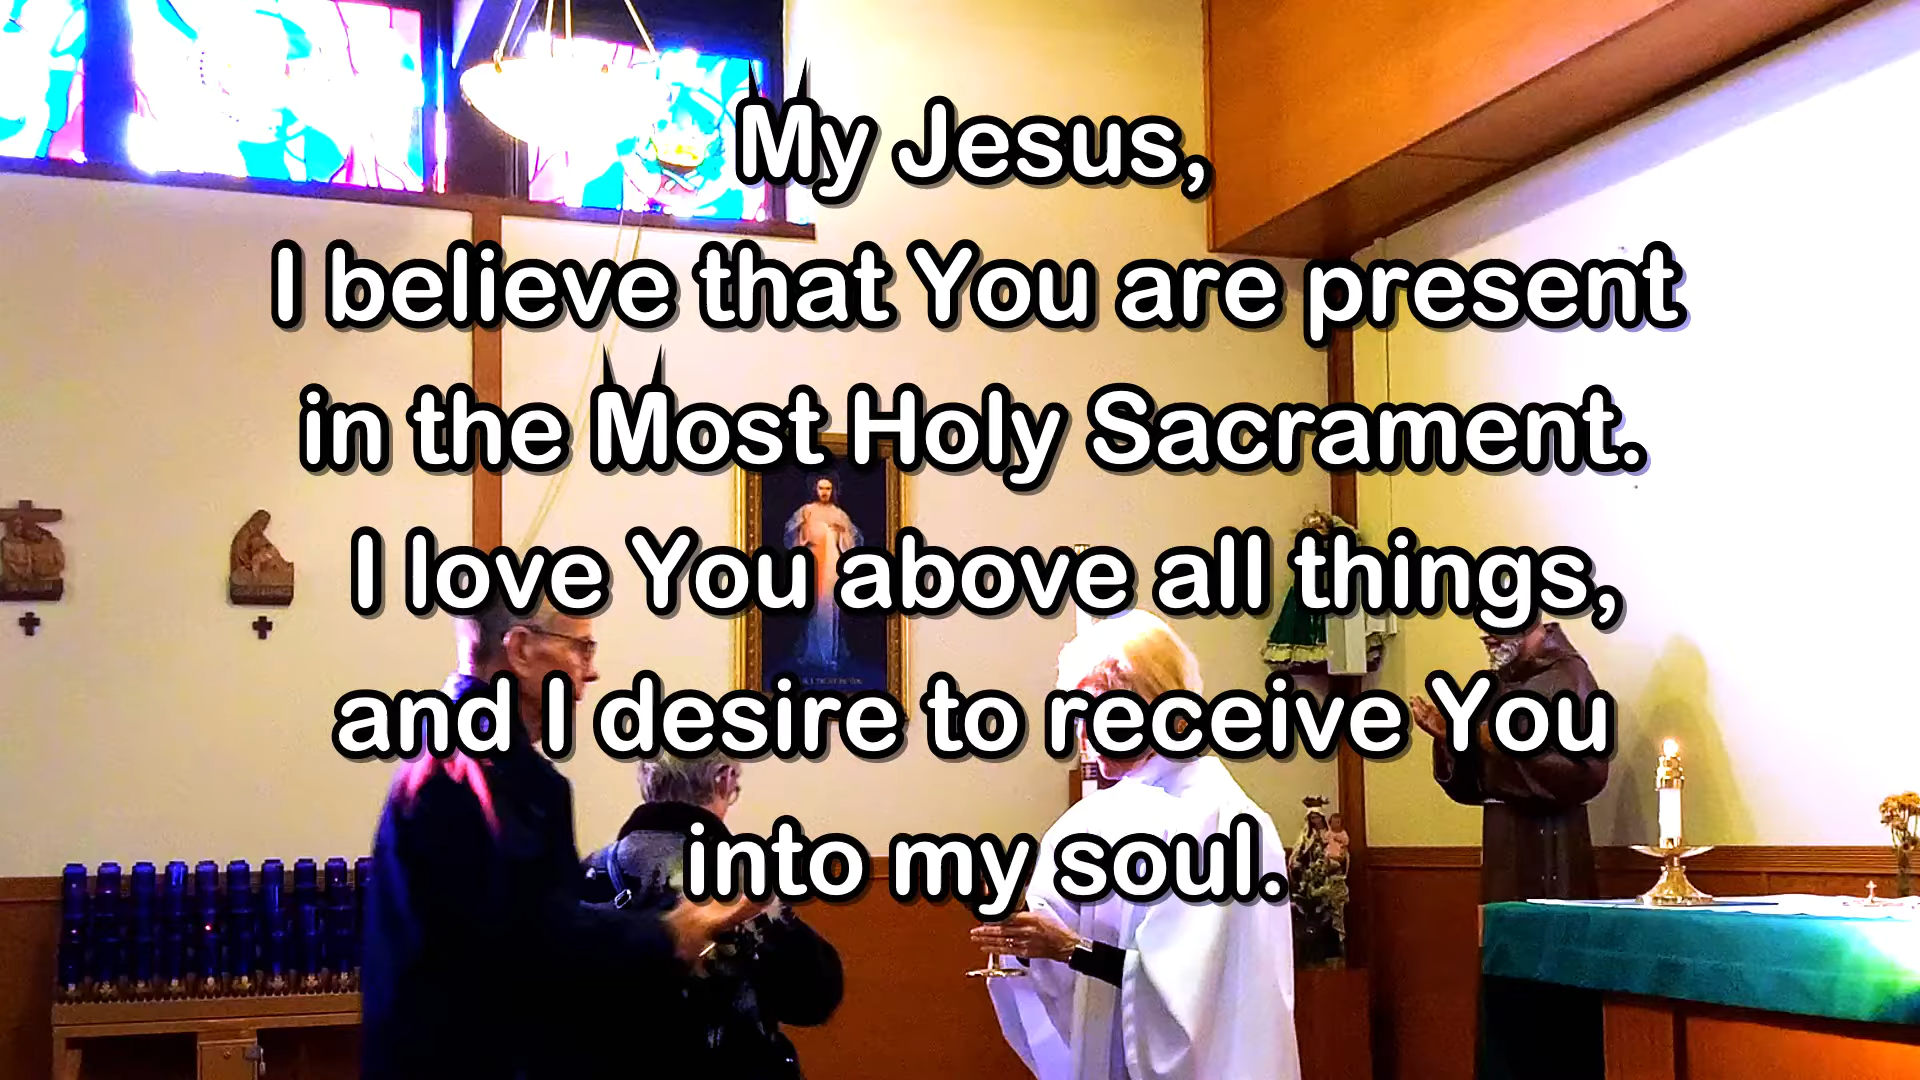 My Jesus,
I believe that You are present
in the Most Holy Sacrament.
I love You above all things,
and I desire to receive You
into my soul.